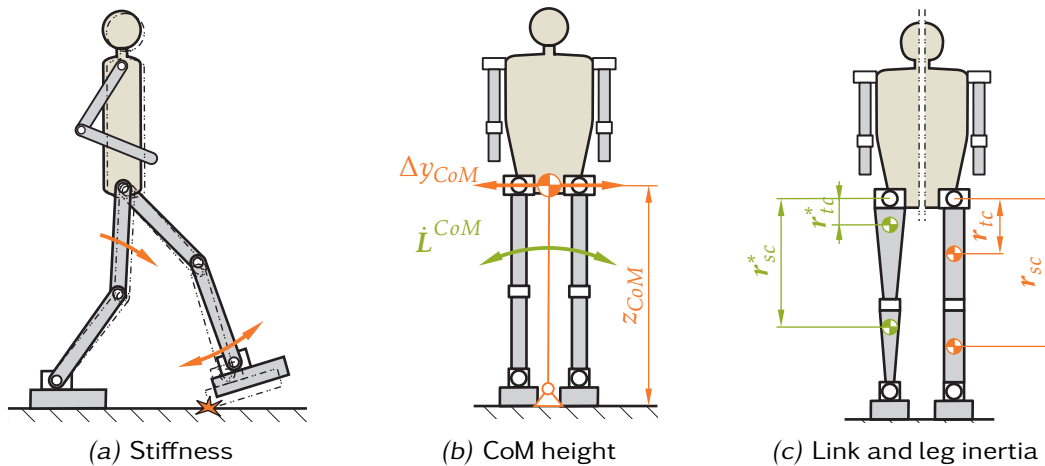 Δy_CoM
L̇^CoM
z_CoM
r*_tc
r*_sc
r_tc
r_sc
(a) Stiffness
(b) CoM height
(c) Link and leg inertia